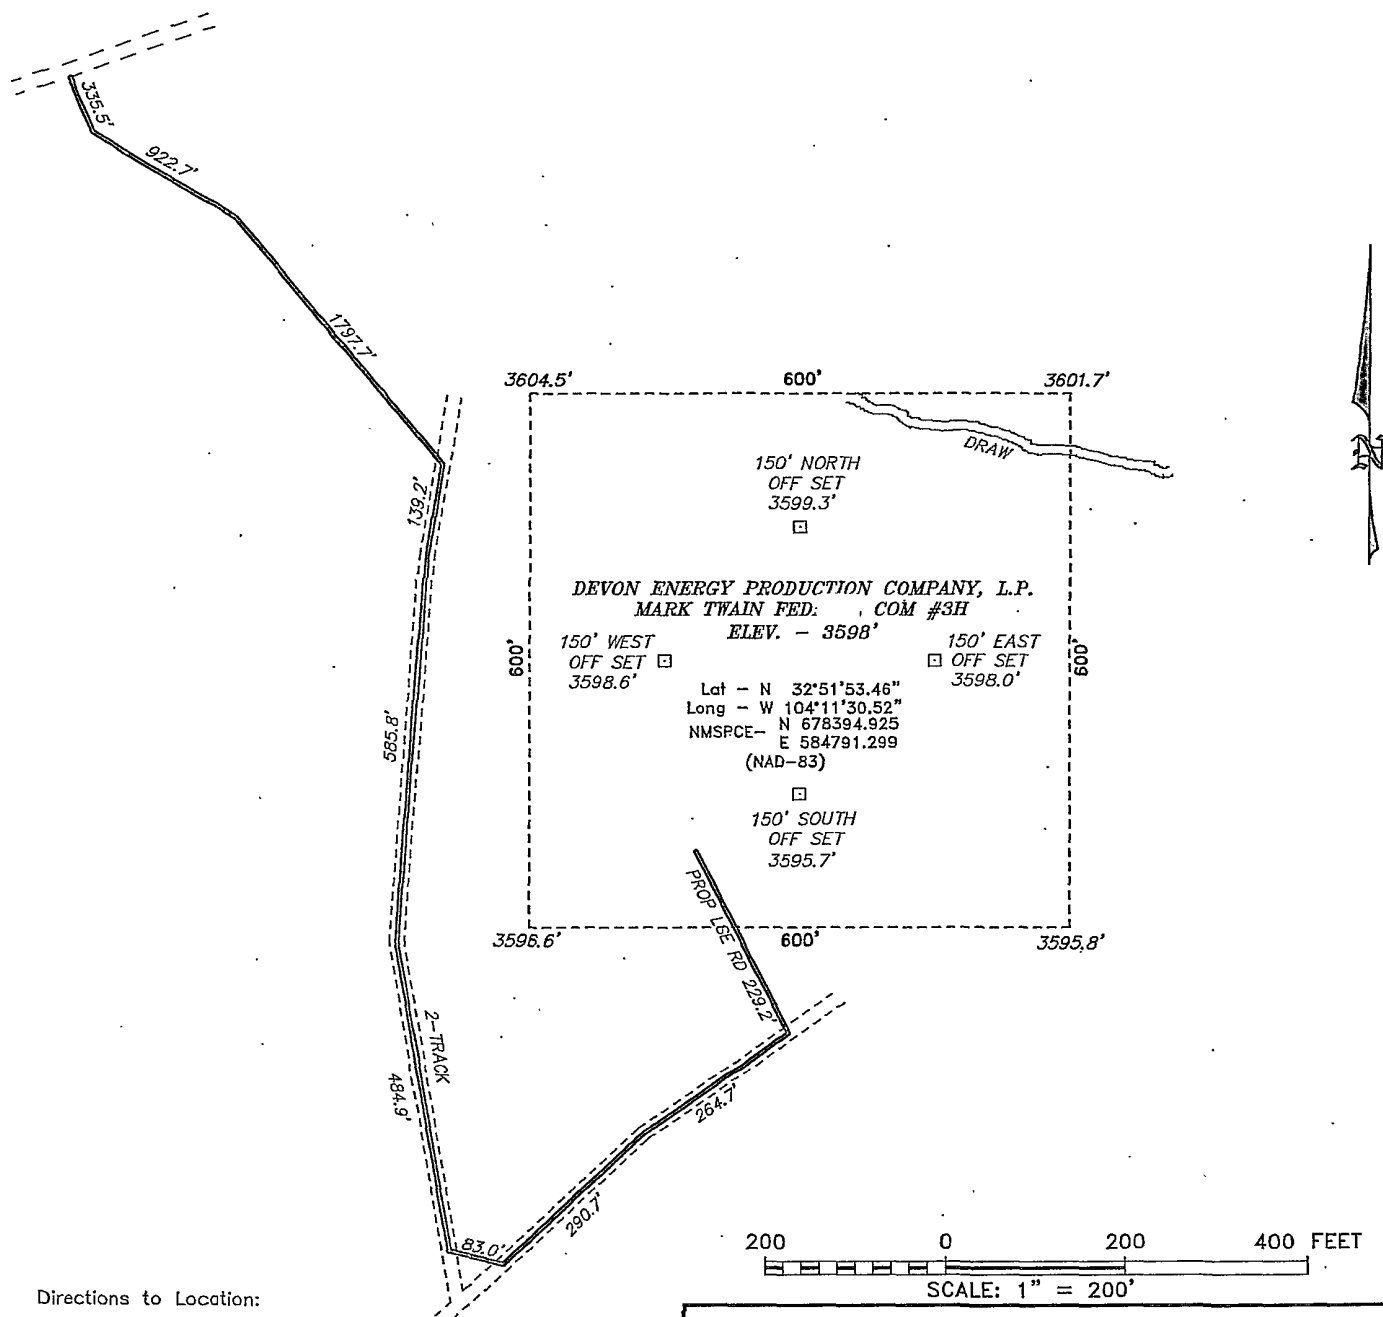 335.5'
922.7'
1797.7'
3604.5'
600'
3601.7'
DRAW
N
150' NORTH
OFF SET
3599.3'
139.2'
DEVON ENERGY PRODUCTION COMPANY, L.P.
MARK TWAIN FED. COM #3H
ELEV. - 3598'
600'
150' WEST
OFF SET
3598.6'
150' EAST
OFF SET
3598.0'
600'
Lat - N 32°51'53.46"
Long - W 104°11'30.52"
NMSPCE- N 678394.925
E 584791.299
(NAD-83)
585.8'
150' SOUTH
OFF SET
3595.7'
PROP LSE RD 229.2'
3596.6'
600'
3595.8'
2-TRACK
484.9'
264.7'
290.7'
83.0'
200 0 200 400 FEET
SCALE: 1" = 200'
Directions to Location: